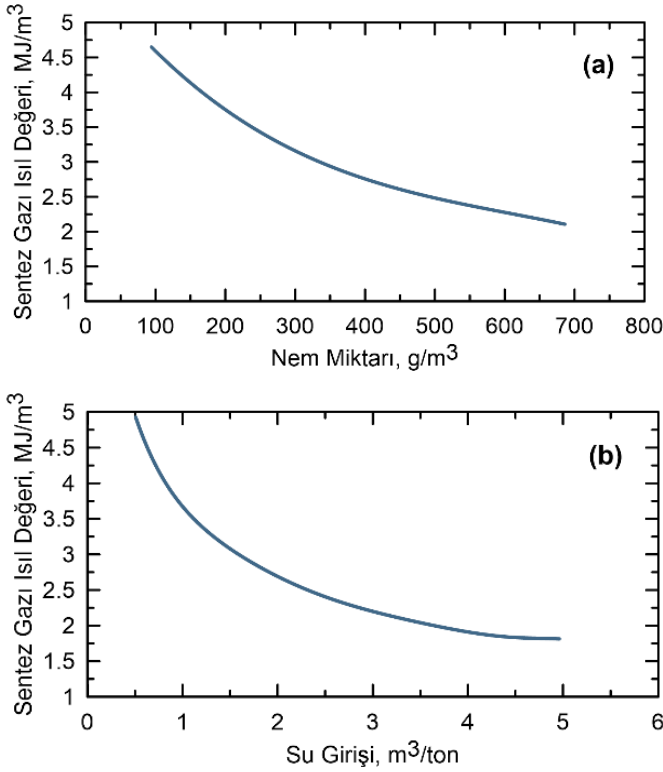 Sentez Gazı Isıl Değeri, MJ/m³
5
4.5
4
3.5
3
2.5
2
1.5
1
(a)
0 100 200 300 400 500 600 700 800
Nem Miktarı, g/m³
Sentez Gazı Isıl Değeri, MJ/m³
5
4.5
4
3.5
3
2.5
2
1.5
1
(b)
0 1 2 3 4 5 6
Su Girişi, m³/ton